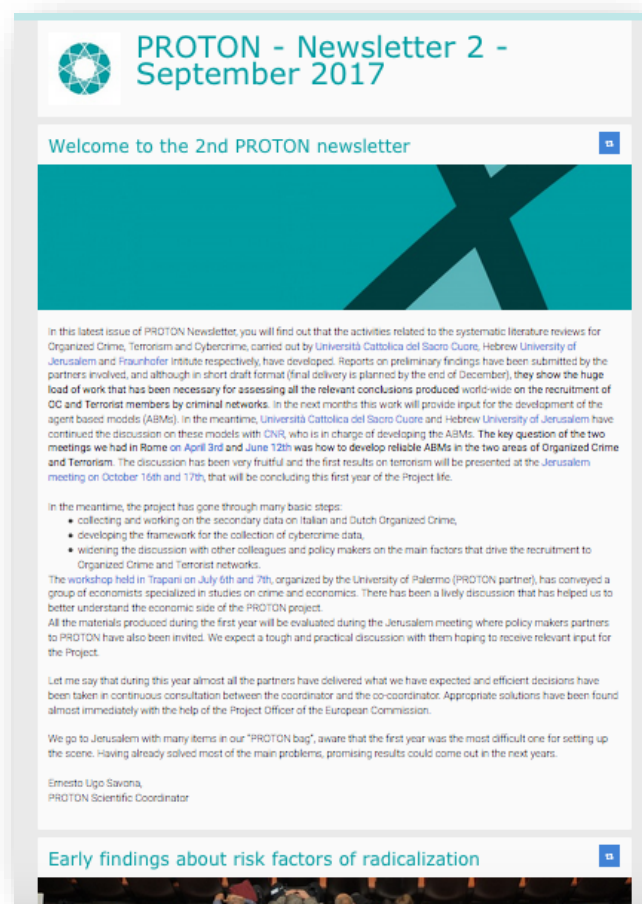 PROTON - Newsletter 2 -
September 2017
Welcome to the 2nd PROTON newsletter
In this latest issue of PROTON Newsletter, you will find out that the activities related to the systematic literature reviews for
Organized Crime, Terrorism and Cybercrime, carried out by Università Cattolica del Sacro Cuore, Hebrew University of
Jerusalem and Fraunhofer Intitute respectively, have developed. Reports on preliminary findings have been submitted by the
partners involved, and although in short draft format (final delivery is planned by the end of December), they show the huge
load of work that has been necessary for assessing all the relevant conclusions produced world-wide on the recruitment of
OC and Terrorist members by criminal networks. In the next months this work will provide input for the development of the
agent based models (ABMs). In the meantime, Università Cattolica del Sacro Cuore and Hebrew University of Jerusalem have
continued the discussion on these models with CNR, who is in charge of developing the ABMs. The key question of the two
meetings we had in Rome on April 3rd and June 12th was how to develop reliable ABMs in the two areas of Organized Crime
and Terrorism. The discussion has been very fruitful and the first results on terrorism will be presented at the Jerusalem
meeting on October 16th and 17th, that will be concluding this first year of the Project life.
In the meantime, the project has gone through many basic steps:
• collecting and working on the secondary data on Italian and Dutch Organized Crime,
• developing the framework for the collection of cybercrime data,
• widening the discussion with other colleagues and policy makers on the main factors that drive the recruitment to
Organized Crime and Terrorist networks.
The workshop held in Trapani on July 6th and 7th, organized by the University of Palermo (PROTON partner), has conveyed a
group of economists specialized in studies on crime and economics. There has been a lively discussion that has helped us to
better understand the economic side of the PROTON project.
All the materials produced during the first year will be evaluated during the Jerusalem meeting where policy makers partners
to PROTON have also been invited. We expect a tough and practical discussion with them hoping to receive relevant input for
the Project.
Let me say that during this year almost all the partners have delivered what we have expected and efficient decisions have
been taken in continuous consultation between the coordinator and the co-coordinator. Appropriate solutions have been found
almost immediately with the help of the Project Officer of the European Commission.
We go to Jerusalem with many items in our "PROTON bag", aware that the first year was the most difficult one for setting up
the scene. Having already solved most of the main problems, promising results could come out in the next years.
Ernesto Ugo Savona,
PROTON Scientific Coordinator
Early findings about risk factors of radicalization